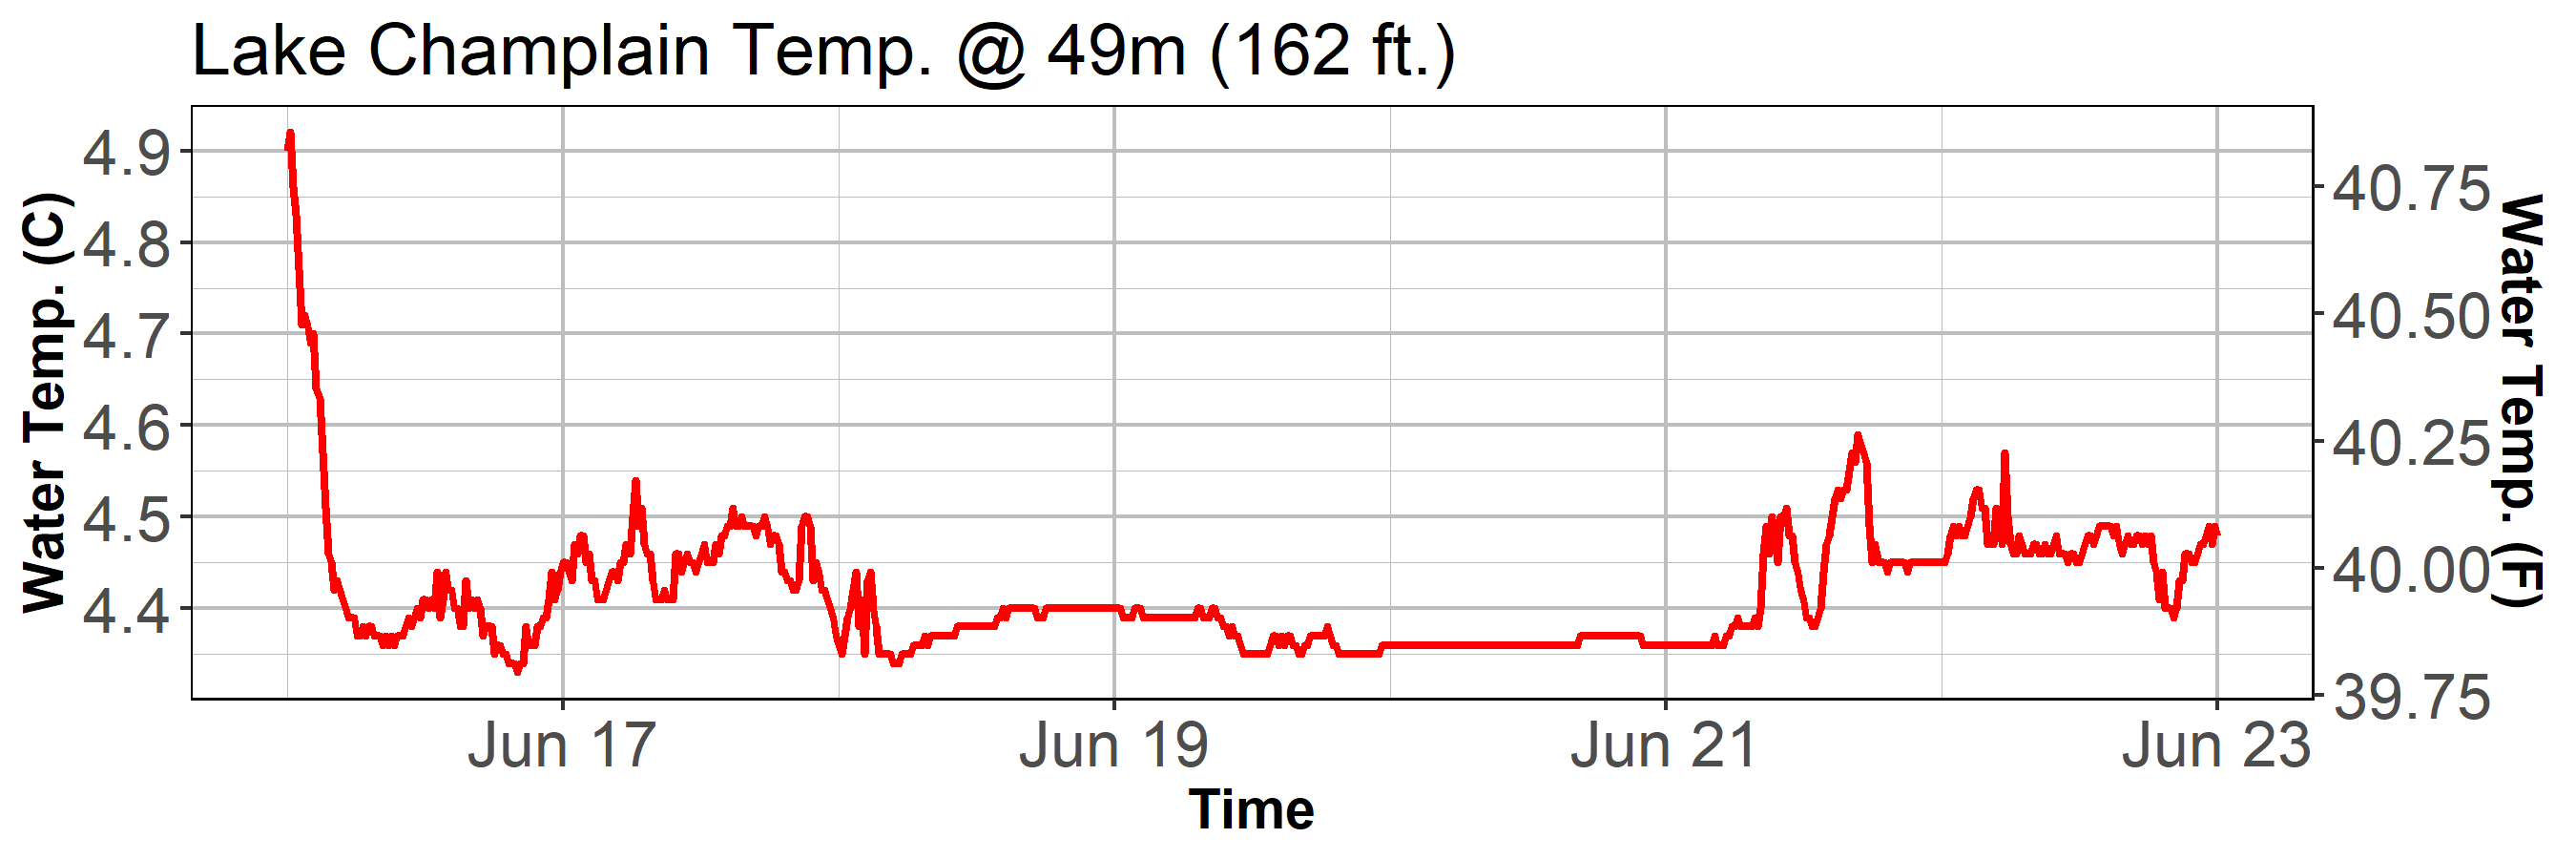 Lake Champlain Temp. @ 49m (162 ft.)
Water Temp. (C)
4.9
4.8
4.7
4.6
4.5
4.4
40.75
40.50
40.25
40.00
39.75
Water Temp. (F)
Jun 17 Jun 19 Jun 21 Jun 23
Time